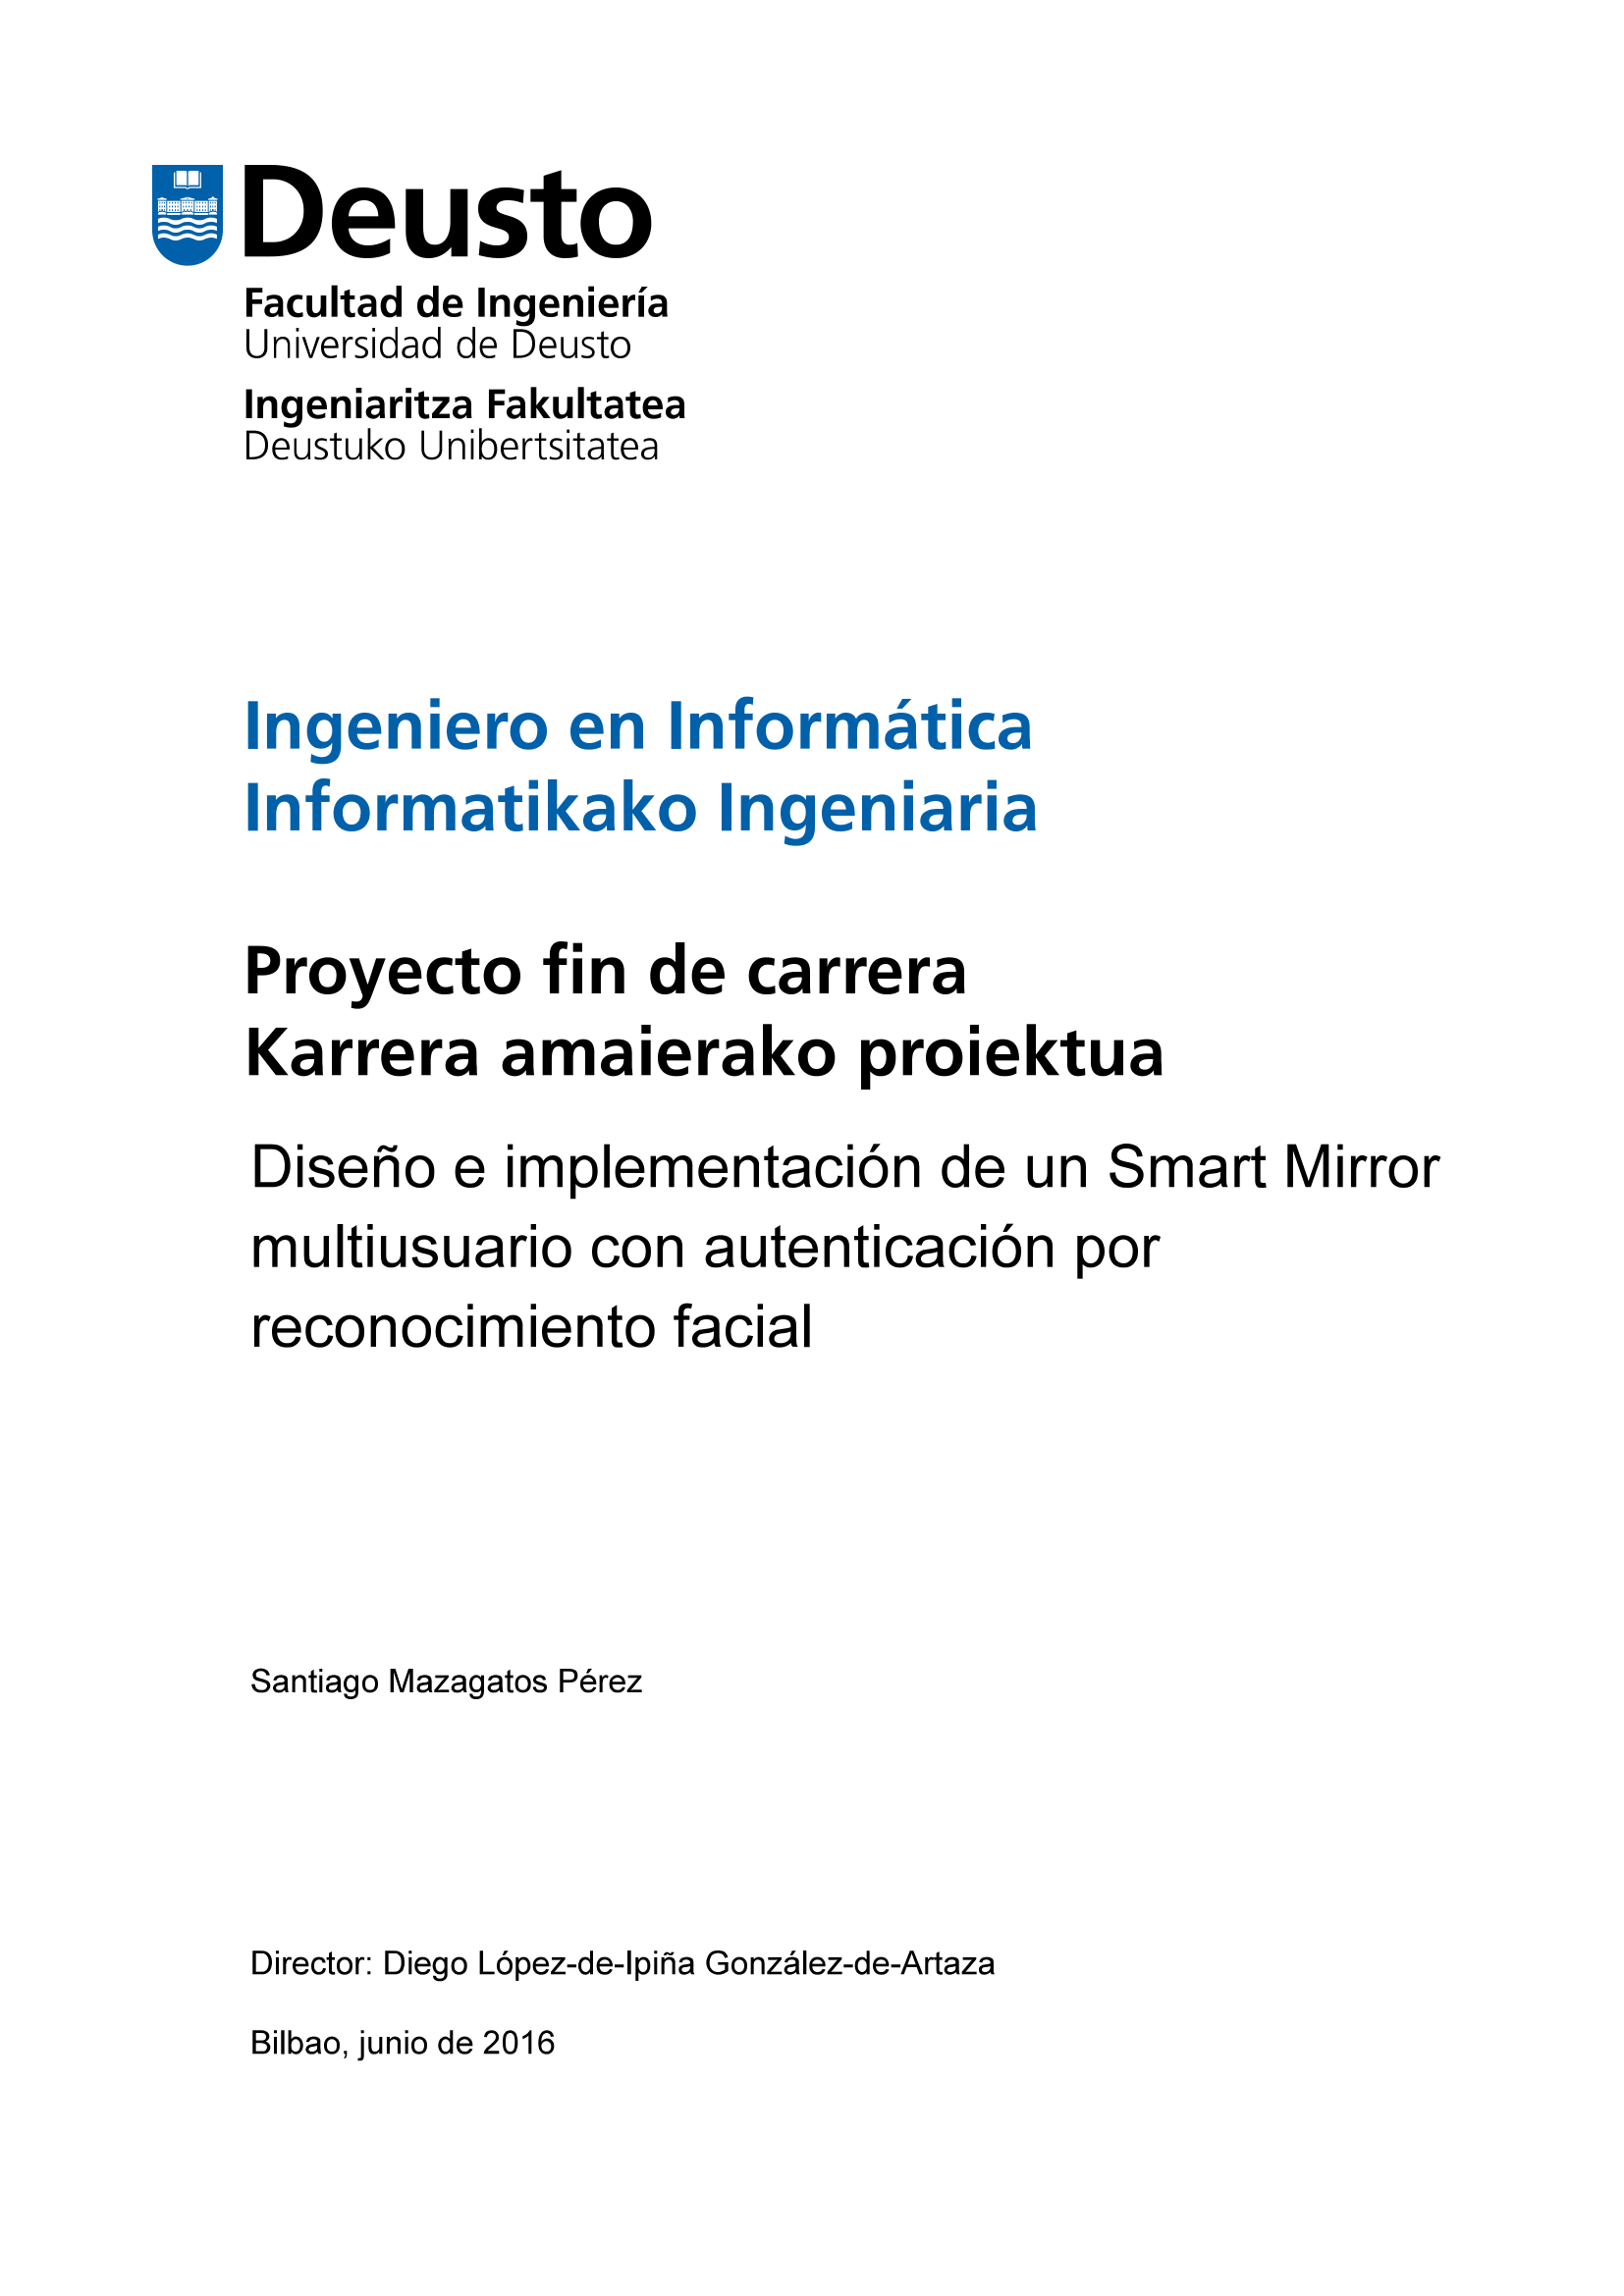 Deusto
Facultad de Ingeniería
Universidad de Deusto
Ingeniaritza Fakultatea
Deustuko Unibertsitatea
Ingeniero en Informática
Informatikako Ingeniaria
Proyecto fin de carrera
Karrera amaierako proiektua
Diseño e implementación de un Smart Mirror
multiusuario con autenticación por
reconocimiento facial
Santiago Mazagatos Pérez
Director: Diego López-de-Ipiña González-de-Artaza
Bilbao, junio de 2016